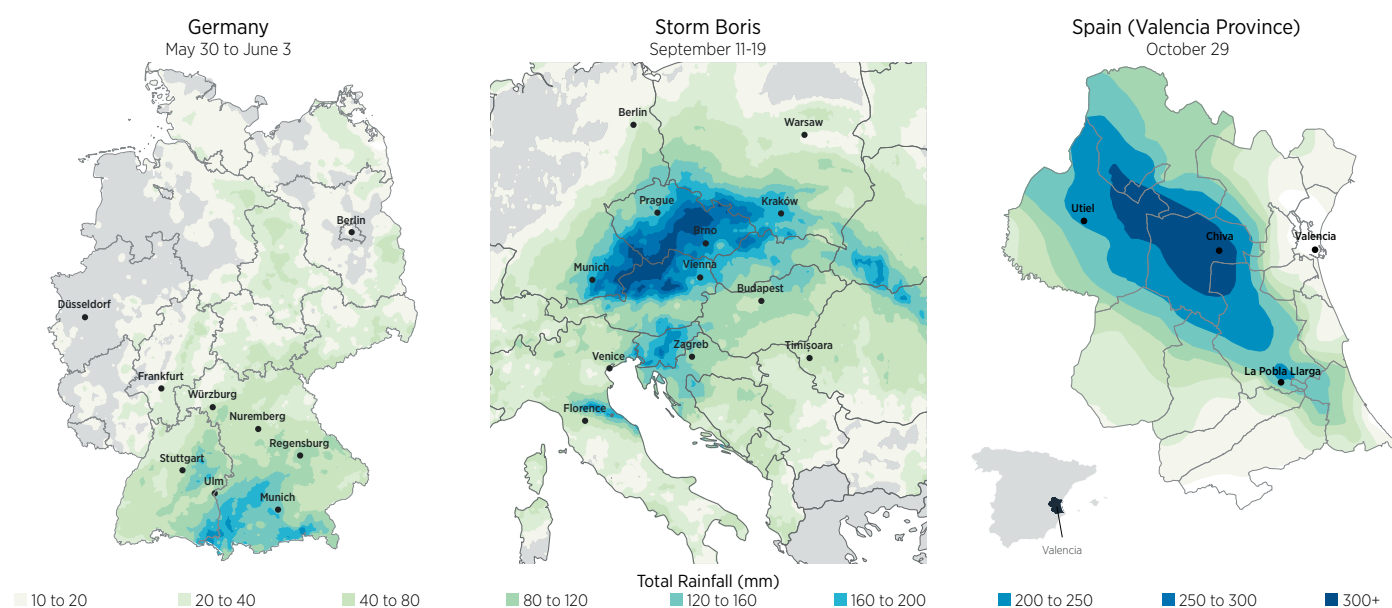 Germany
May 30 to June 3
Berlin
Düsseldorf
Frankfurt
Würzburg
Nuremberg
Regensburg
Stuttgart
Ulm
Munich
Storm Boris
September 11-19
Berlin
Warsaw
Prague
Kraków
Brno
Munich
Vienna
Budapest
Zagreb
Timișoara
Venice
Florence
Spain (Valencia Province)
October 29
Utiel
Chiva
Valencia
La Pobla Llarga
Valencia
Total Rainfall (mm)
10 to 20
20 to 40
40 to 80
80 to 120
120 to 160
160 to 200
200 to 250
250 to 300
300+